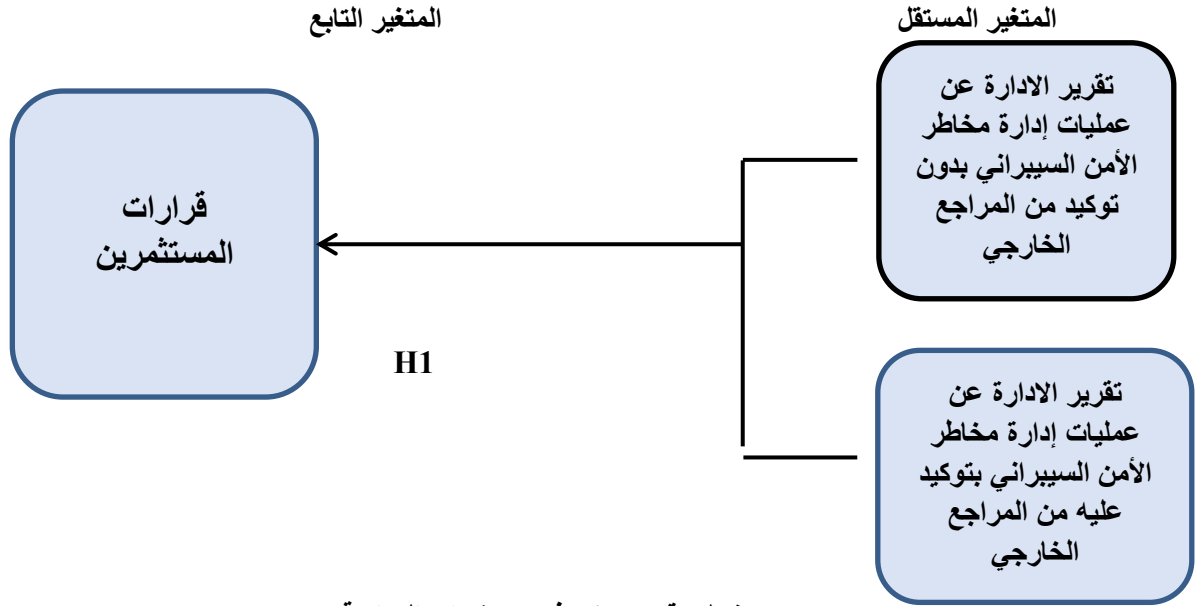 المتغير المستقل
المتغير التابع
تقرير الادارة عن
عمليات إدارة مخاطر
الأمن السيبراني بدون
توكيد من المراجع
الخارجي
قرارات
المستثمرين
H1
تقرير الادارة عن
عمليات إدارة مخاطر
الأمن السيبراني بتوكيد
عليه من المراجع
الخارجي